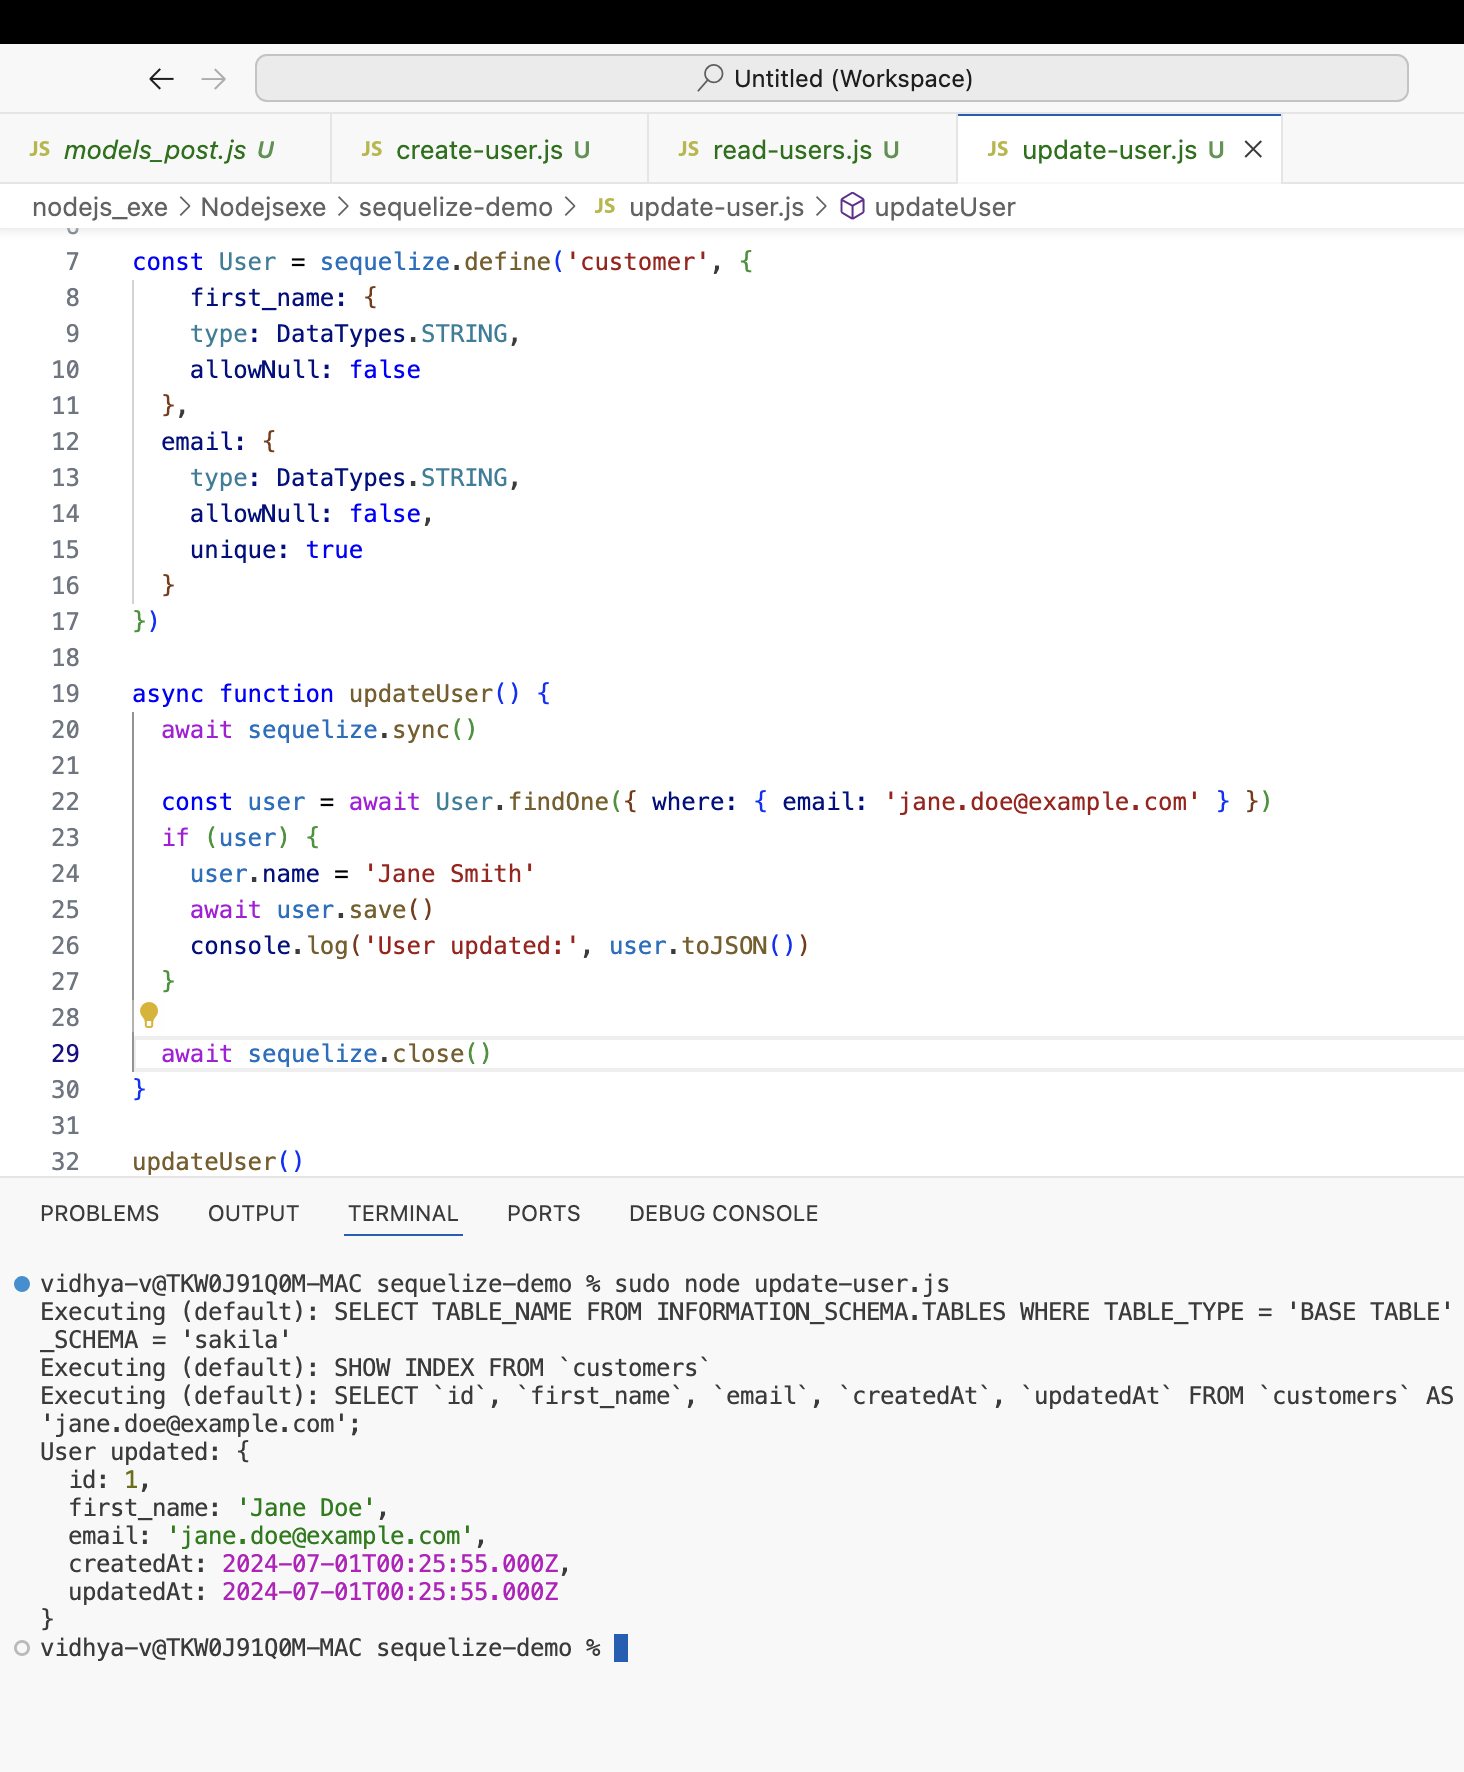 Untitled (Workspace)
JS models_post.js U JS create-user.js U JS read-users.js U JS update-user.js U
nodejs_exe > Nodejsexe > sequelize-demo > JS update-user.js > updateUser
6
7 const User = sequelize.define('customer', {
8 first_name: {
9 type: DataTypes.STRING,
10 allowNull: false
11 },
12 email: {
13 type: DataTypes.STRING,
14 allowNull: false,
15 unique: true
16 }
17 })
18
19 async function updateUser() {
20 await sequelize.sync()
21
22 const user = await User.findOne({ where: { email: 'jane.doe@example.com' } })
23 if (user) {
24 user.name = 'Jane Smith'
25 await user.save()
26 console.log('User updated:', user.toJSON())
27 }
28
29 await sequelize.close()
30 }
31
32 updateUser()
PROBLEMS OUTPUT TERMINAL PORTS DEBUG CONSOLE
vidhya-v@TKW0J91Q0M-MAC sequelize-demo % sudo node update-user.js
Executing (default): SELECT TABLE_NAME FROM INFORMATION_SCHEMA.TABLES WHERE TABLE_TYPE = 'BASE TABLE'
_SCHEMA = 'sakila'
Executing (default): SHOW INDEX FROM `customers`
Executing (default): SELECT `id`, `first_name`, `email`, `createdAt`, `updatedAt` FROM `customers` AS
'jane.doe@example.com';
User updated: {
id: 1,
first_name: 'Jane Doe',
email: 'jane.doe@example.com',
createdAt: 2024-07-01T00:25:55.000Z,
updatedAt: 2024-07-01T00:25:55.000Z
}
vidhya-v@TKW0J91Q0M-MAC sequelize-demo %